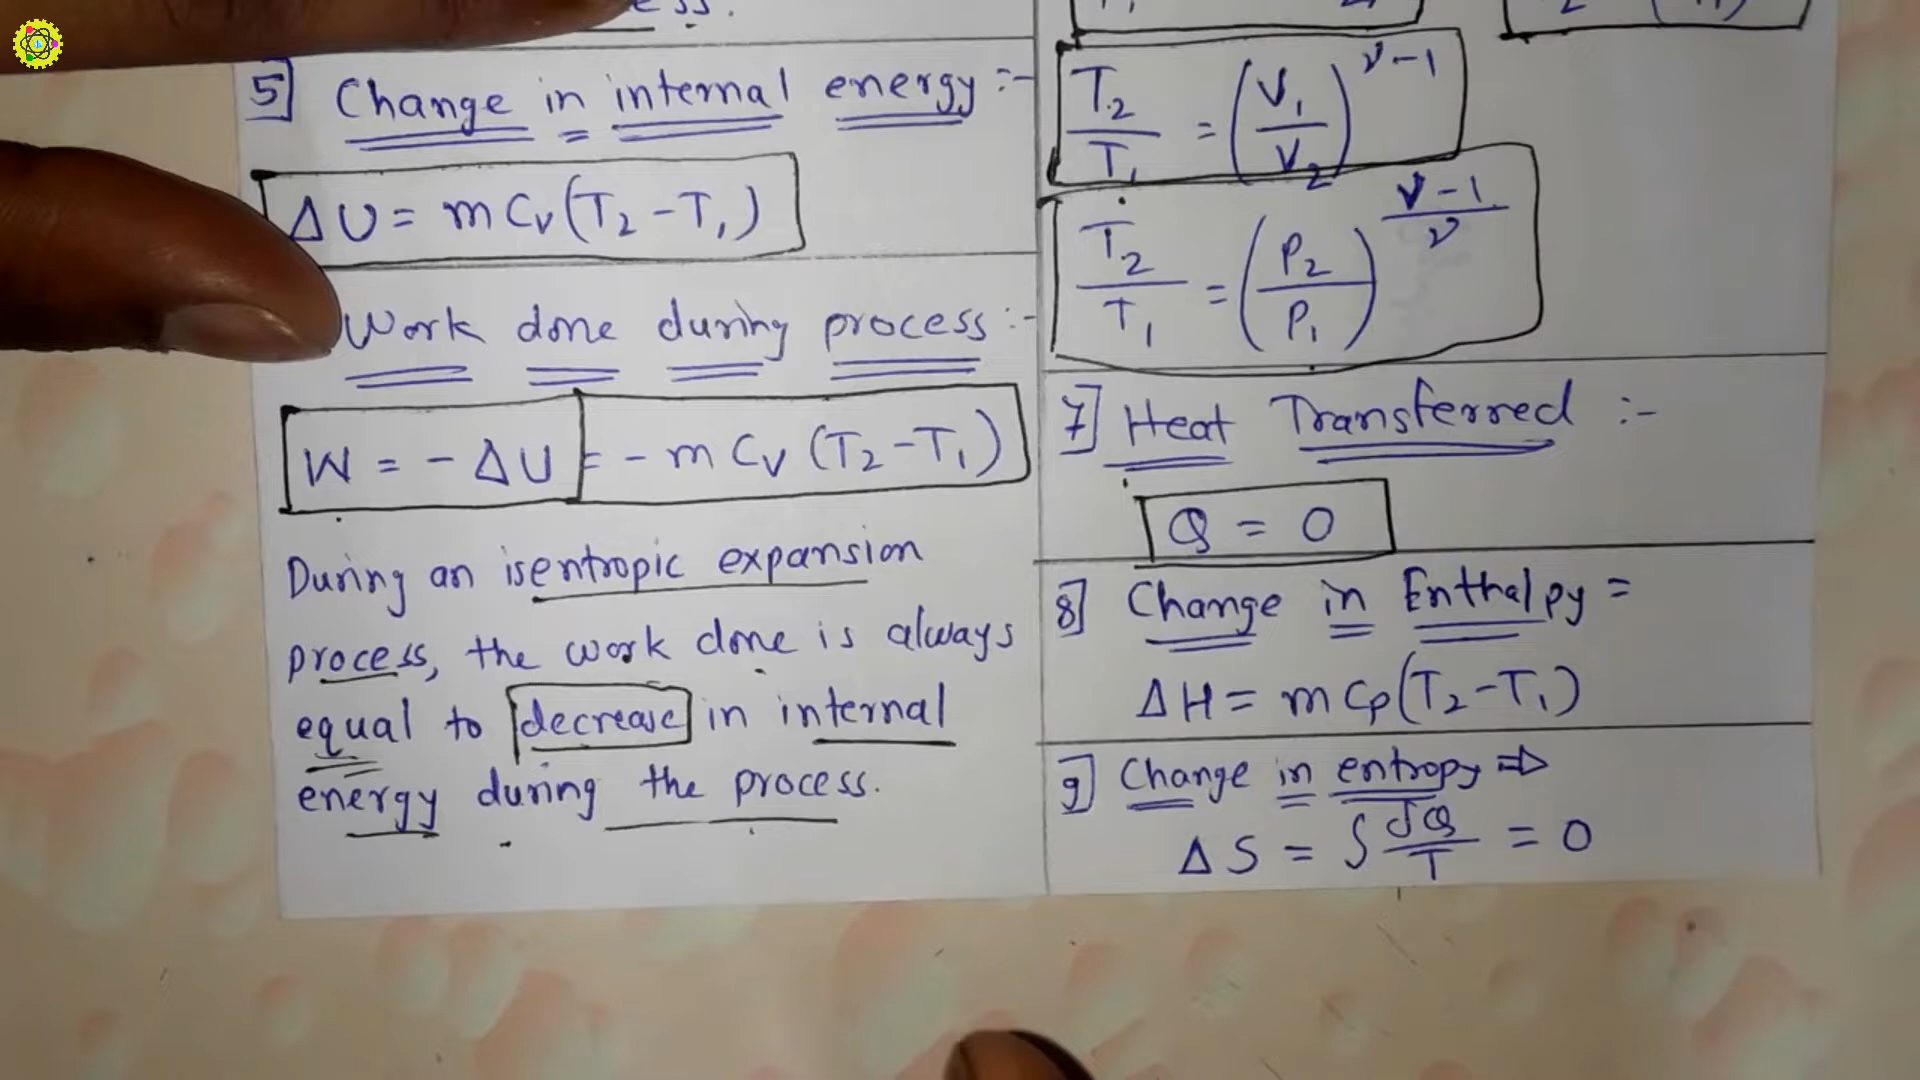 5] Change in internal energy :-
ΔU = m Cv (T2 - T1)
Work done during process :-
W = - ΔU = - m Cv (T2 - T1)
During an isentropic expansion
process, the work done is always
equal to decrease in internal
energy during the process.
T2/T1 = (V1/V2)^(γ-1)
T2/T1 = (P2/P1)^((γ-1)/γ)
7] Heat Transferred :-
Q = 0
8] Change in Enthalpy =
ΔH = m Cp (T2 - T1)
9] Change in entropy ⇒
ΔS = ∫ δQ/T = 0